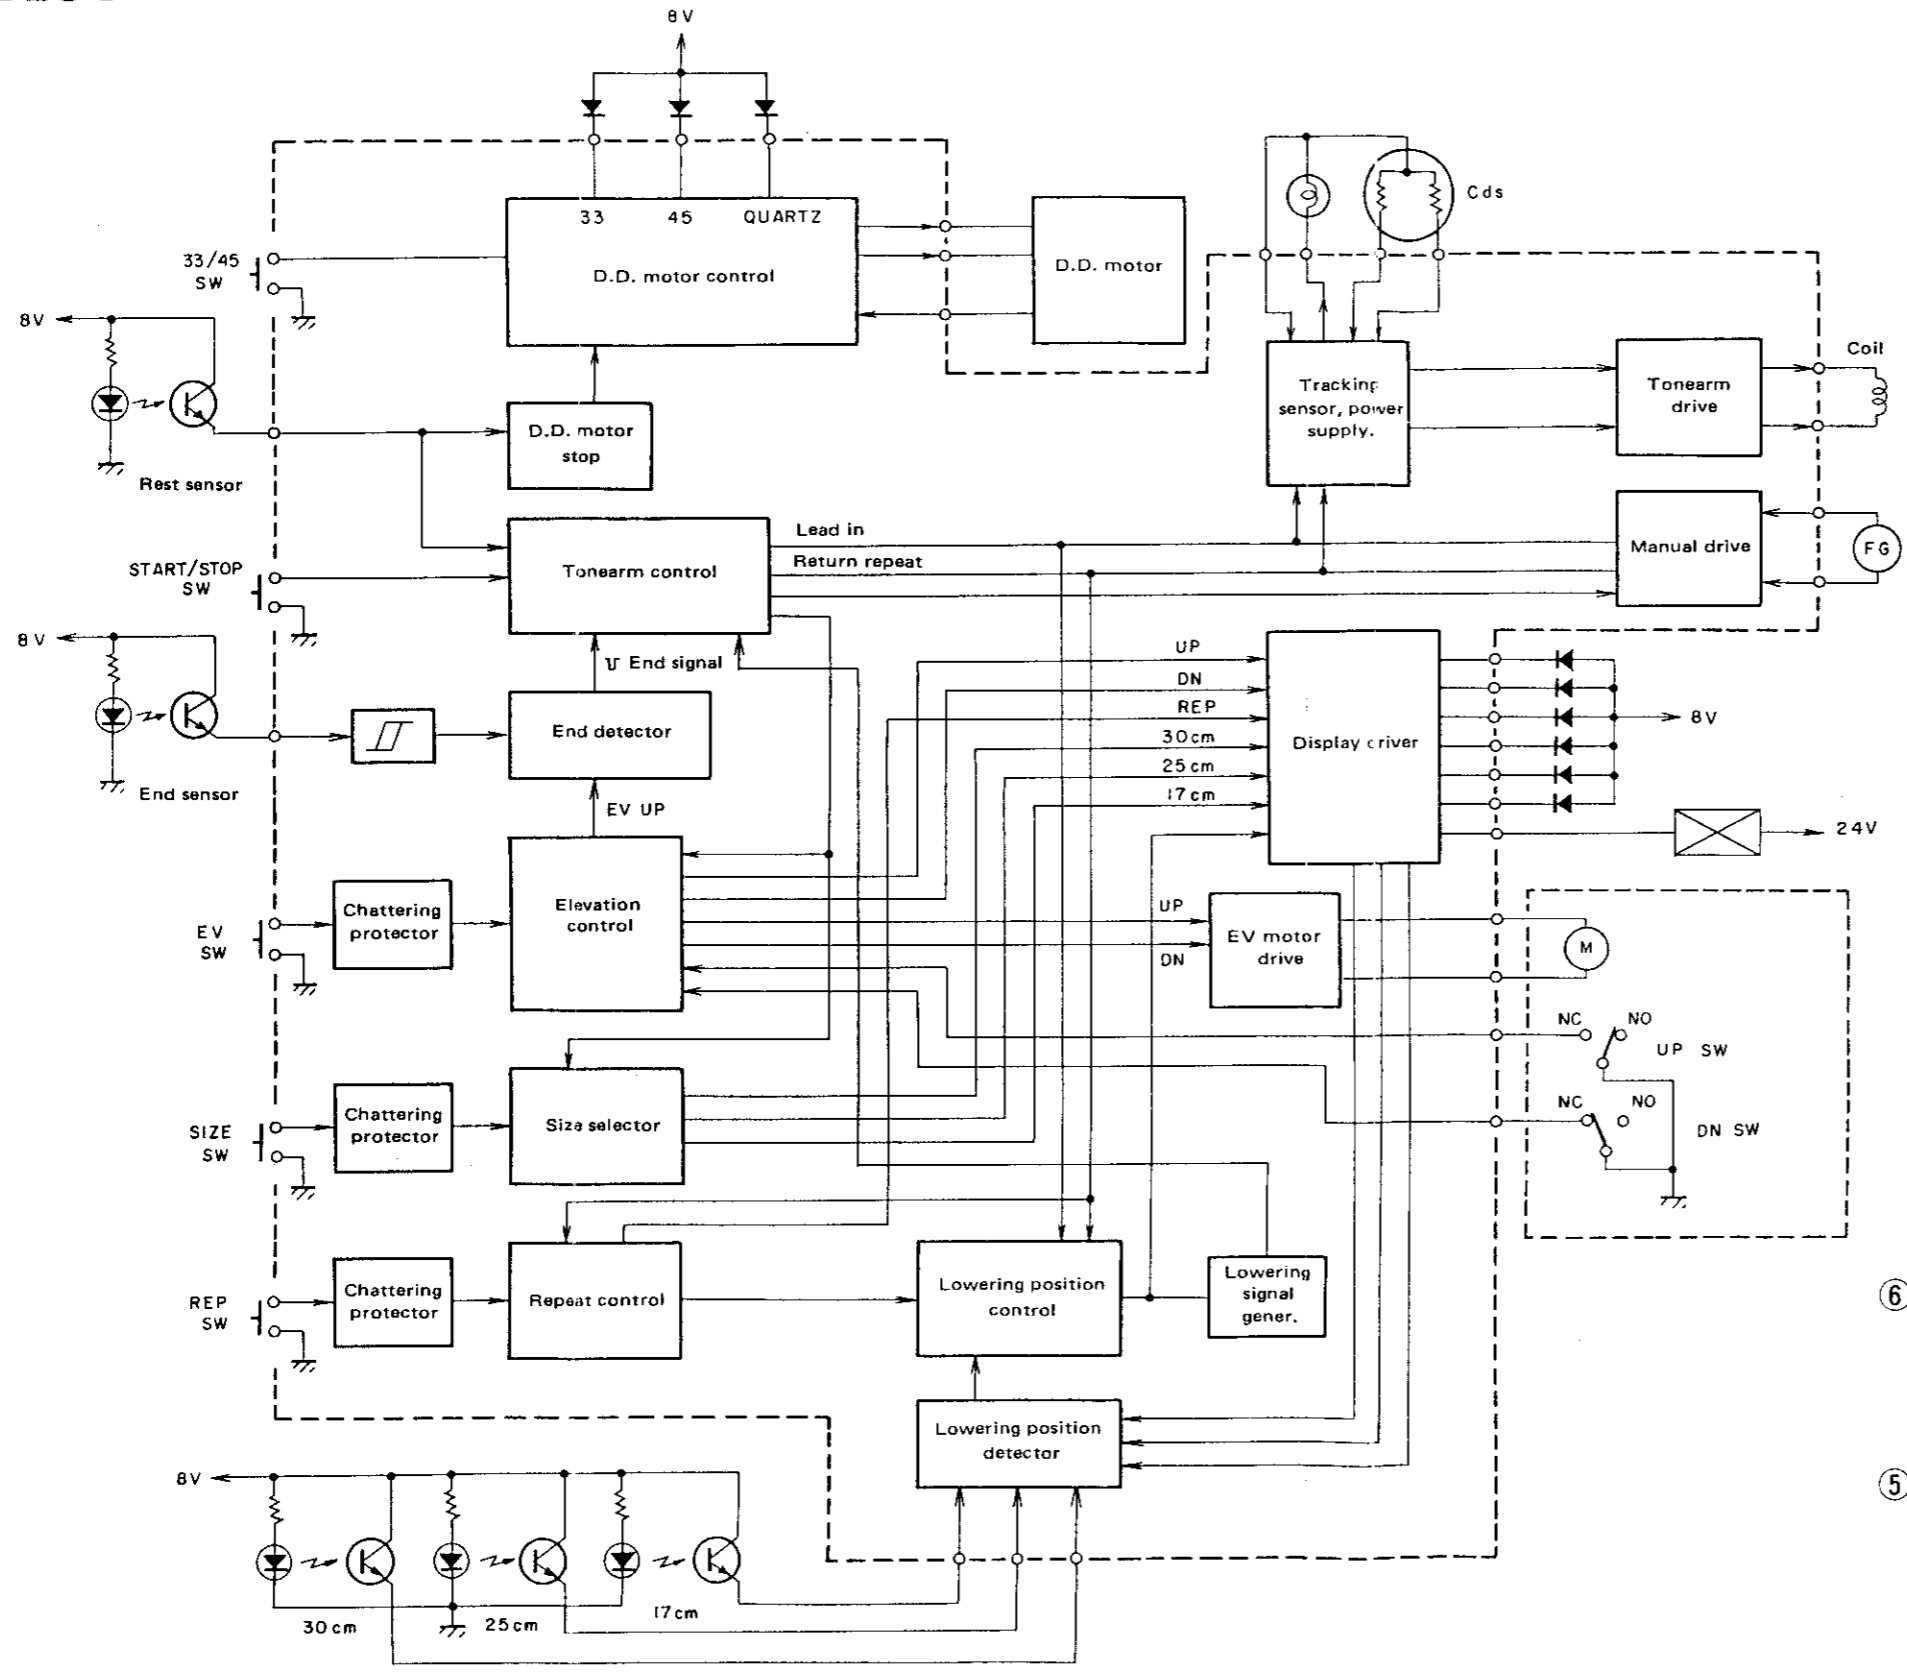 8V
33 45 QUARTZ
D.D. motor control
33/45
SW
D.D. motor
Cds
8V
Rest sensor
D.D. motor
stop
Tracking
sensor, power
supply.
Tonearm
drive
Coil
START/STOP
SW
Tonearm control
Lead in
Return repeat
Manual drive
FG
8V
End sensor
End signal
End detector
EV UP
UP
DN
REP
30cm
25cm
17cm
Display driver
8V
24V
EV
SW
Chattering
protector
Elevation
control
UP
DN
EV motor
drive
M
NC NO
UP SW
NC NO
DN SW
SIZE
SW
Chattering
protector
Size selector
REP
SW
Chattering
protector
Repeat control
Lowering position
control
Lowering
signal
gener.
⑥
Lowering position
detector
⑤
8V
30cm
25cm
17cm